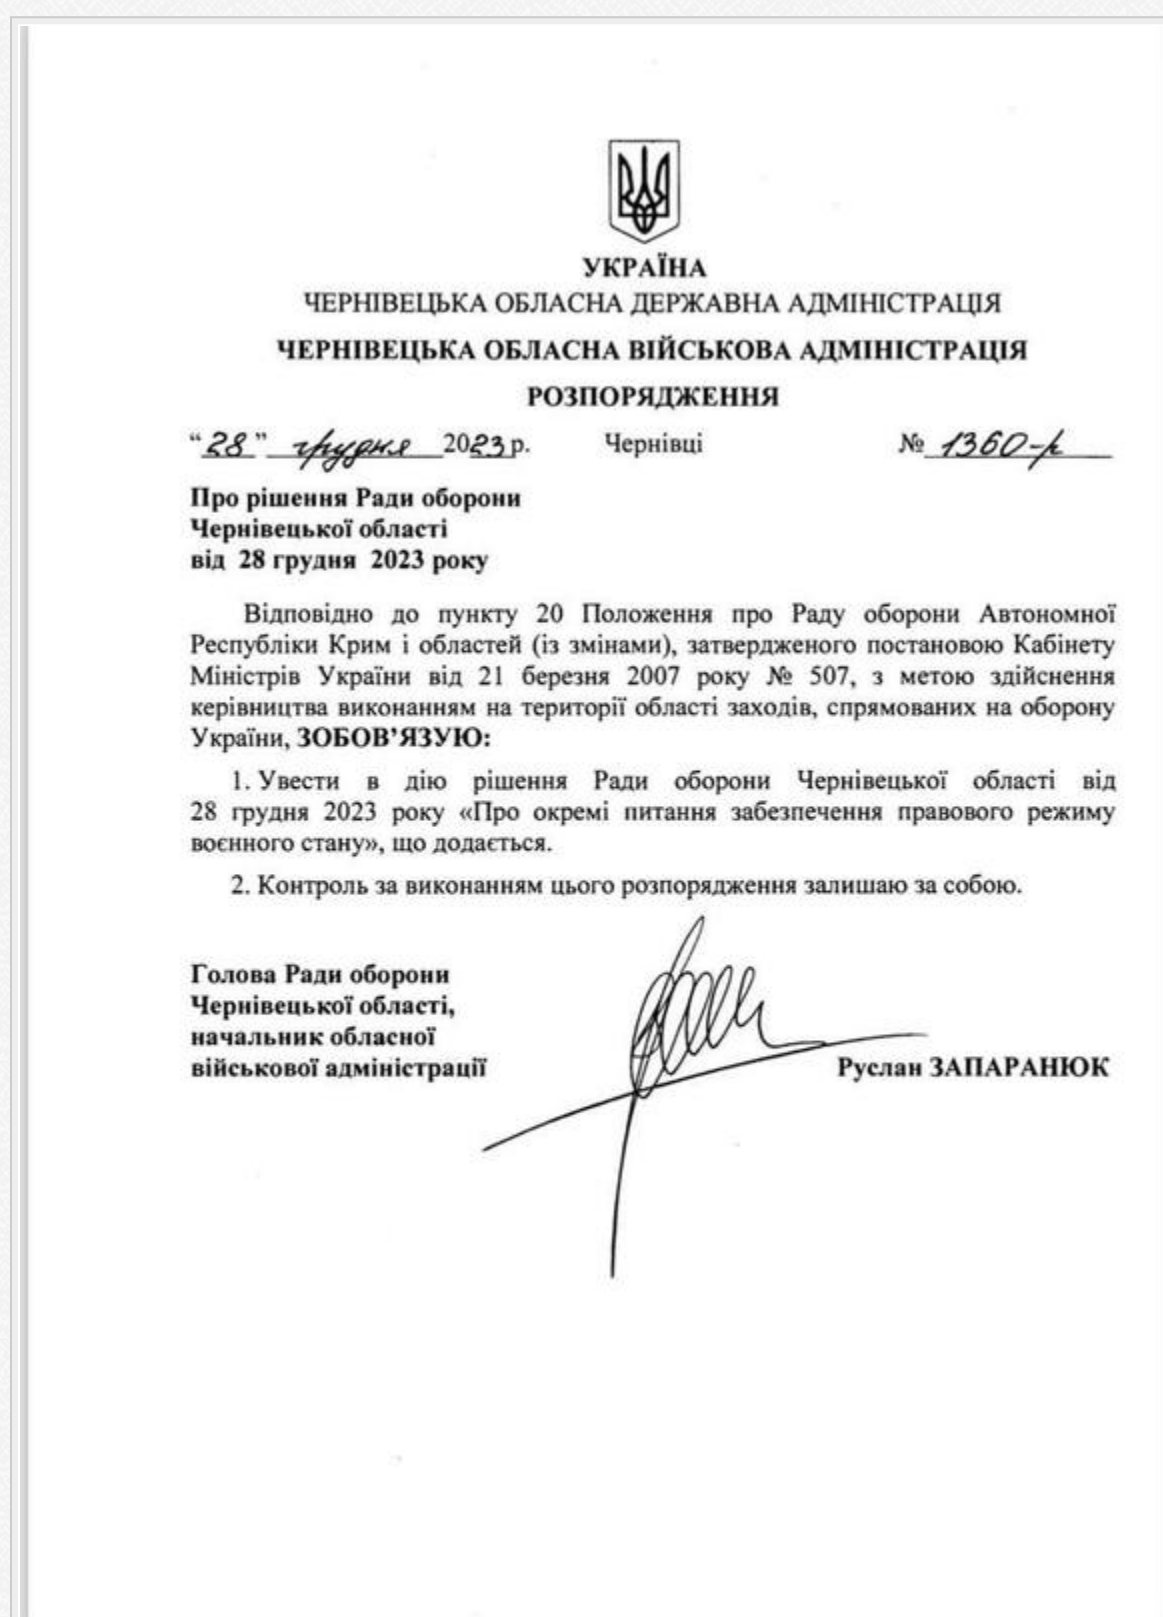 УКРАЇНА
ЧЕРНІВЕЦЬКА ОБЛАСНА ДЕРЖАВНА АДМІНІСТРАЦІЯ
ЧЕРНІВЕЦЬКА ОБЛАСНА ВІЙСЬКОВА АДМІНІСТРАЦІЯ
РОЗПОРЯДЖЕННЯ
“28” грудня 2023 р. Чернівці № 1360-р
Про рішення Ради оборони
Чернівецької області
від 28 грудня 2023 року
Відповідно до пункту 20 Положення про Раду оборони Автономної
Республіки Крим і областей (із змінами), затвердженого постановою Кабінету
Міністрів України від 21 березня 2007 року № 507, з метою здійснення
керівництва виконанням на території області заходів, спрямованих на оборону
України, ЗОБОВ’ЯЗУЮ:
1. Увести в дію рішення Ради оборони Чернівецької області від
28 грудня 2023 року «Про окремі питання забезпечення правового режиму
воєнного стану», що додається.
2. Контроль за виконанням цього розпорядження залишаю за собою.
Голова Ради оборони
Чернівецької області,
начальник обласної
військової адміністрації Руслан ЗАПАРАНЮК